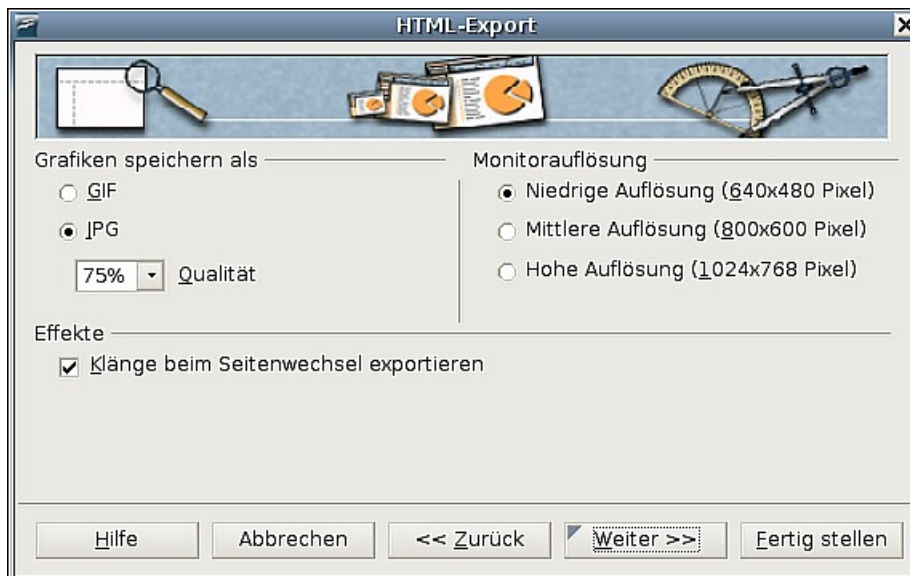 HTML-Export
Grafiken speichern als
GIF
JPG
75% Qualität
Monitorauflösung
Niedrige Auflösung (640x480 Pixel)
Mittlere Auflösung (800x600 Pixel)
Hohe Auflösung (1024x768 Pixel)
Effekte
Klänge beim Seitenwechsel exportieren
Hilfe
Abbrechen
<< Zurück
Weiter >>
Fertig stellen